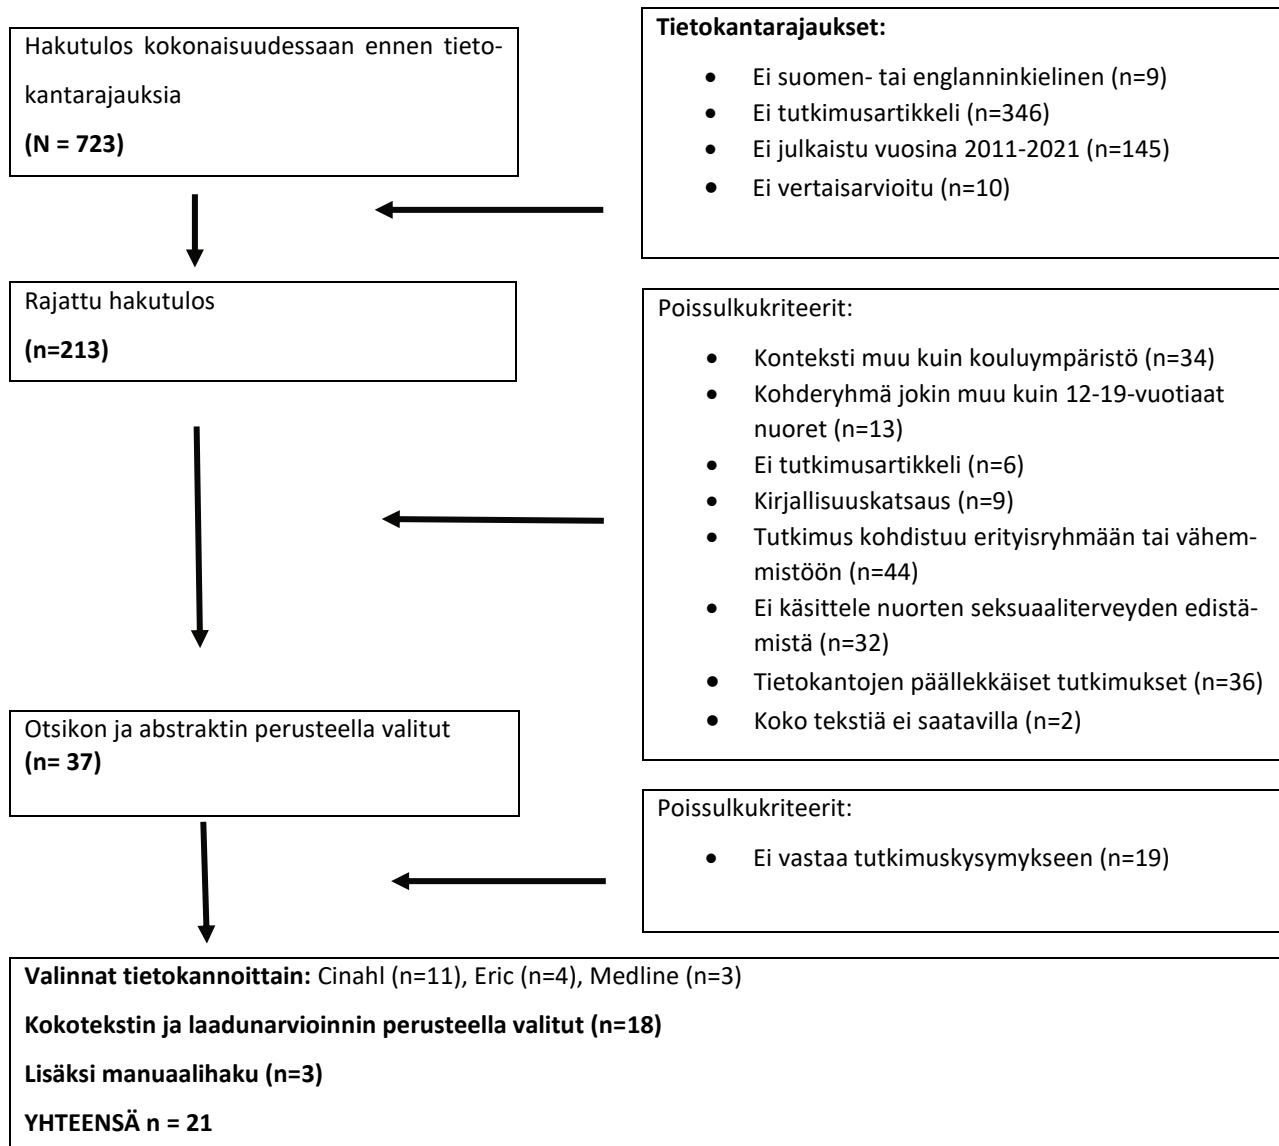 Hakutulos kokonaisuudessaan ennen tieto-
kantarajauksia
(N = 723)
Tietokantarajaukset:
• Ei suomen- tai englanninkielinen (n=9)
• Ei tutkimusartikkeli (n=346)
• Ei julkaistu vuosina 2011-2021 (n=145)
• Ei vertaisarvioitu (n=10)
Rajattu hakutulos
(n=213)
Poissulkukriteerit:
• Konteksti muu kuin kouluympäristö (n=34)
• Kohderyhmä jokin muu kuin 12-19-vuotiaat
nuoret (n=13)
• Ei tutkimusartikkeli (n=6)
• Kirjallisuuskatsaus (n=9)
• Tutkimus kohdistuu erityisryhmään tai vähem-
mistöön (n=44)
• Ei käsittele nuorten seksuaaliterveyden edistä-
mistä (n=32)
• Tietokantojen päällekkäiset tutkimukset (n=36)
• Koko tekstiä ei saatavilla (n=2)
Otsikon ja abstraktin perusteella valitut
(n= 37)
Poissulkukriteerit:
• Ei vastaa tutkimuskysymykseen (n=19)
Valinnat tietokannoittain: Cinahl (n=11), Eric (n=4), Medline (n=3)
Kokotekstin ja laadunarvioinnin perusteella valitut (n=18)
Lisäksi manuaalihaku (n=3)
YHTEENSÄ n = 21